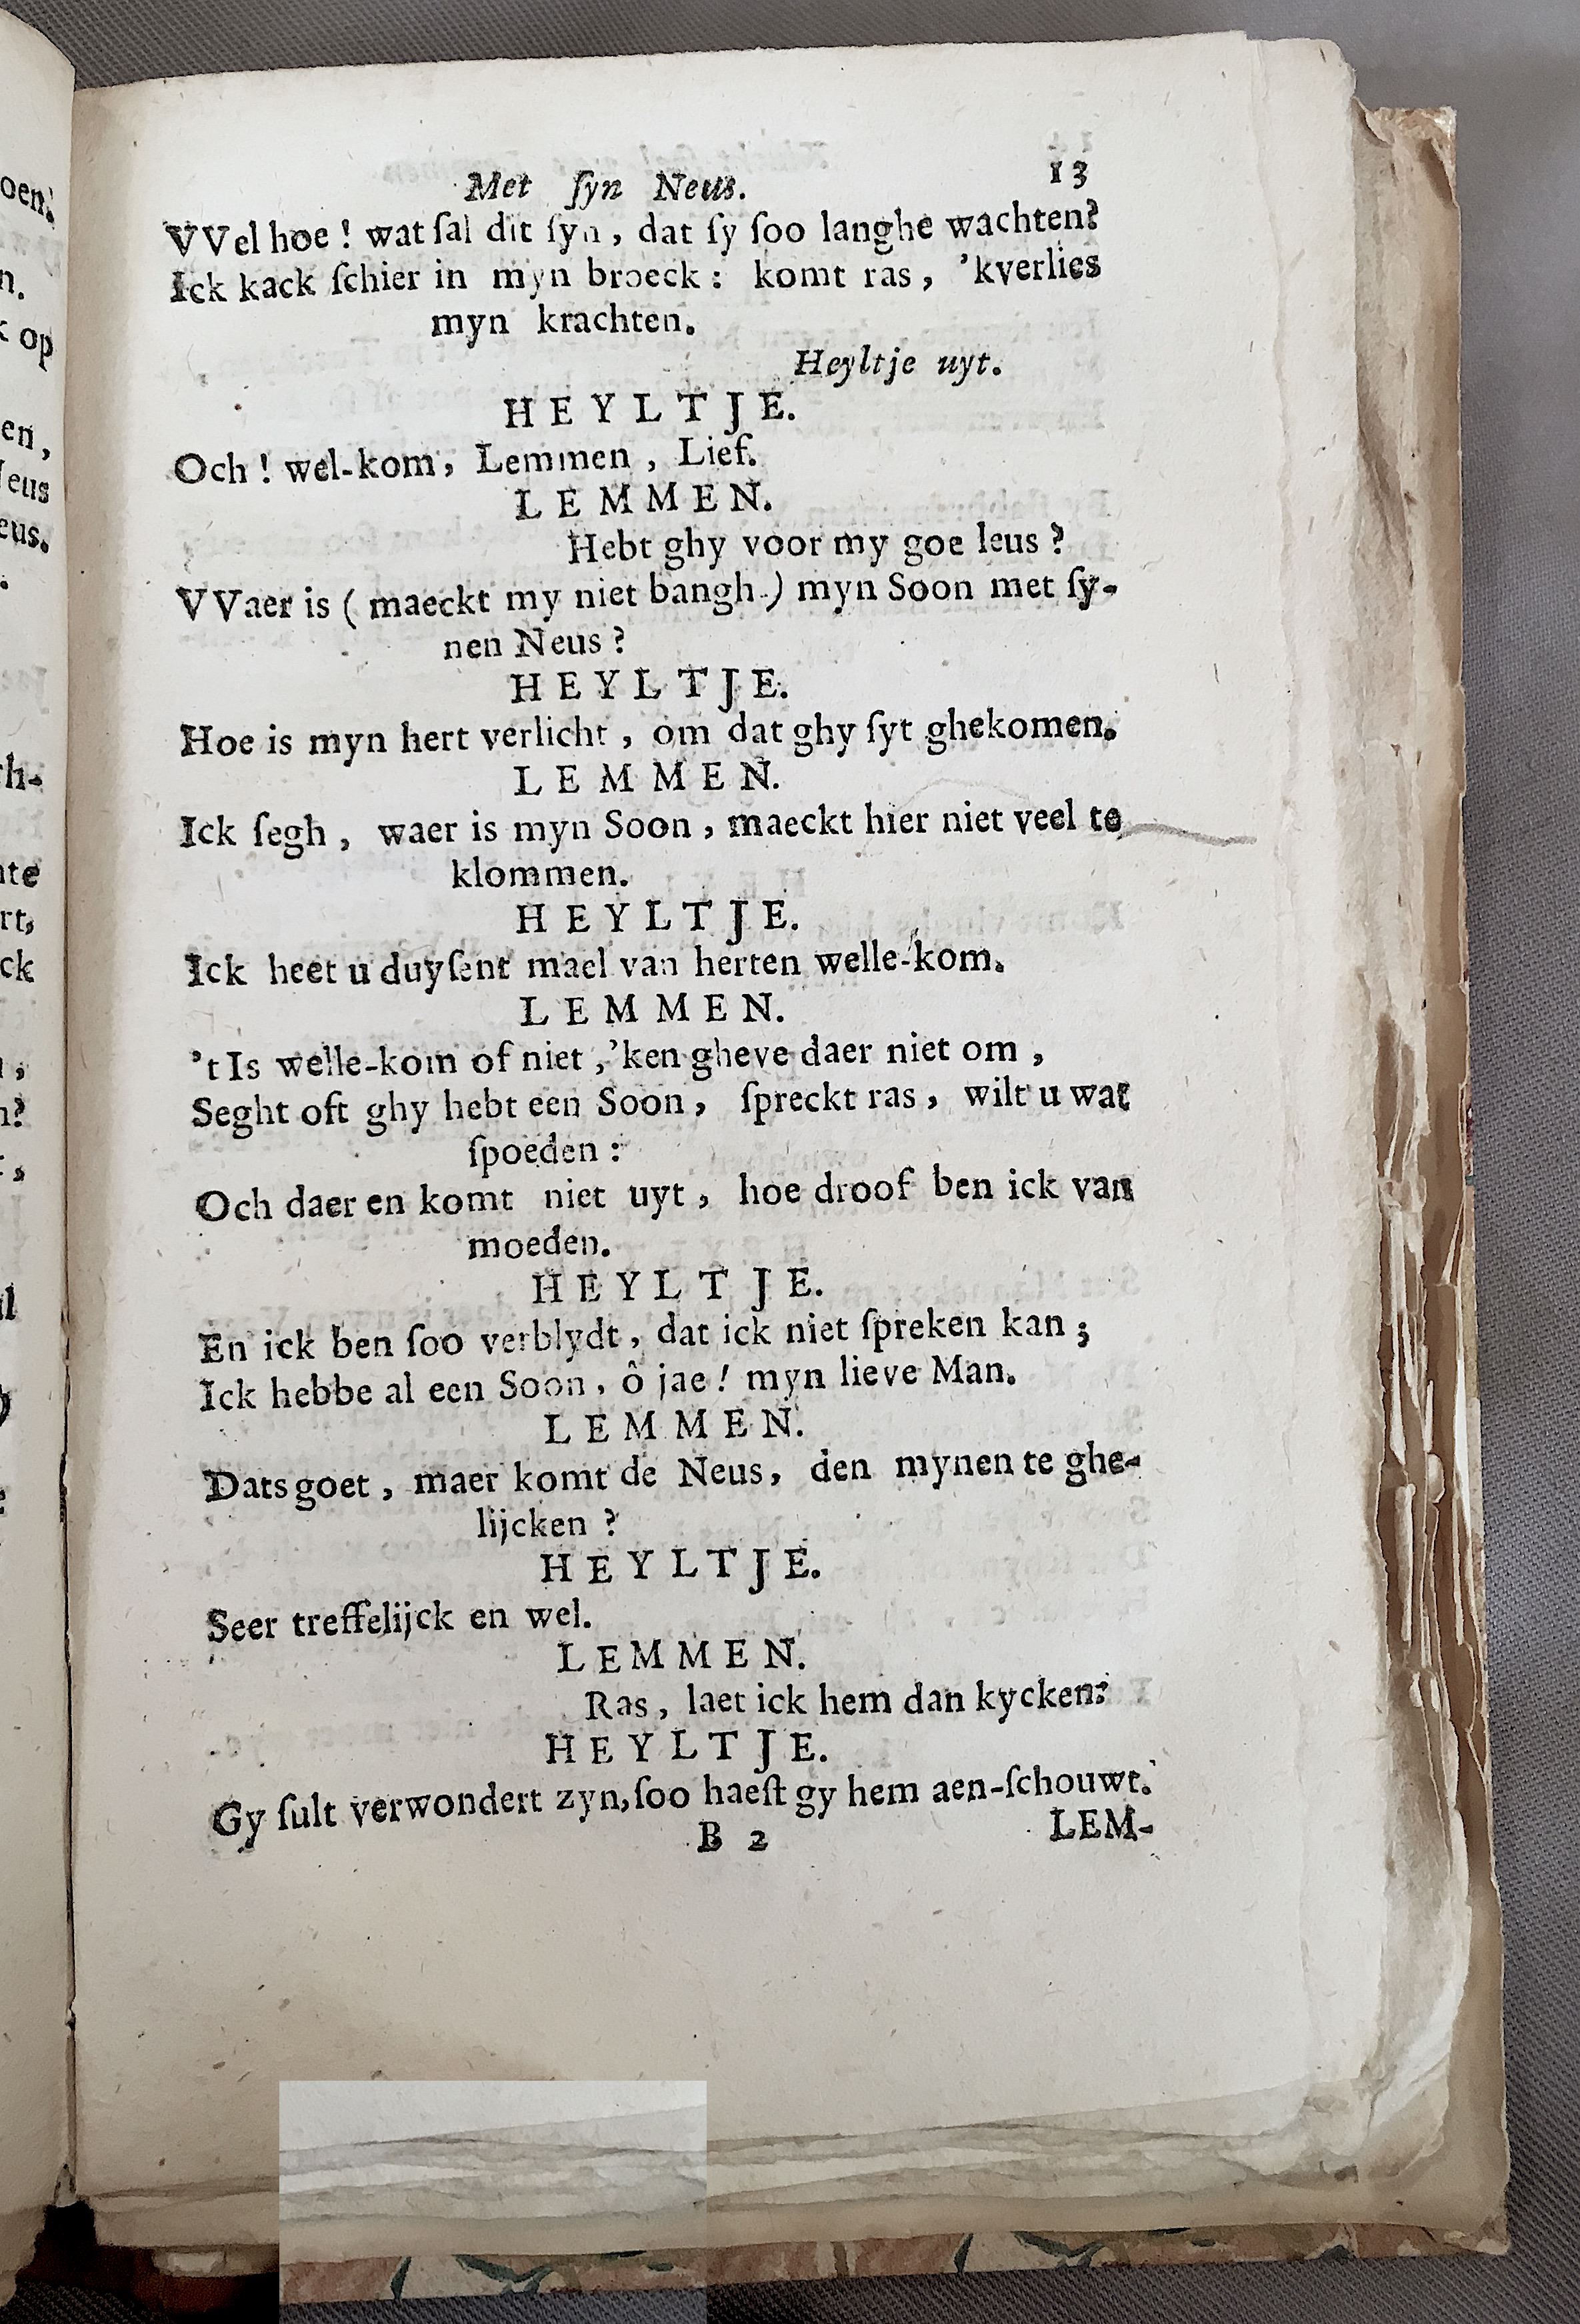 oen.
n.
op
en,
eus
eus.
h-
nte
rt,
ck
n?
Met ſyn Neus. 13
VVel hoe ! wat ſal dit ſyn, dat ſy ſoo langhe wachten?
Ick kack ſchier in myn broeck : komt ras, 'kverlies
myn krachten.
Heyltje uyt.
HEYLTJE.
Och ! wel-kom, Lemmen, Lief.
LEMMEN.
Hebt ghy voor my goe leus ?
VVaer is ( maeckt my niet bangh ) myn Soon met ſy-
nen Neus ?
HEYLTJE.
Hoe is myn hert verlicht, om dat ghy ſyt ghekomen.
LEMMEN.
Ick ſegh, waer is myn Soon, maeckt hier niet veel te
klommen.
HEYLTJE.
Ick heet u duyſent mael van herten welle-kom.
LEMMEN.
't Is welle-kom of niet, 'ken gheve daer niet om,
Seght oft ghy hebt een Soon, ſpreckt ras, wilt u wat
ſpoeden :
Och daer en komt niet uyt, hoe droof ben ick van
moeden.
HEYLTJE.
En ick ben ſoo verblydt, dat ick niet ſpreken kan ;
Ick hebbe al een Soon, ô jae ! myn lieve Man.
LEMMEN.
Dats goet, maer komt de Neus, den mynen te ghe-
lijcken ?
HEYLTJE.
Seer treffelijck en wel.
LEMMEN.
Ras, laet ick hem dan kycken:
HEYLTJE.
Gy ſult verwondert zyn, ſoo haeſt gy hem aen-ſchouwt.
B 2 LEM-